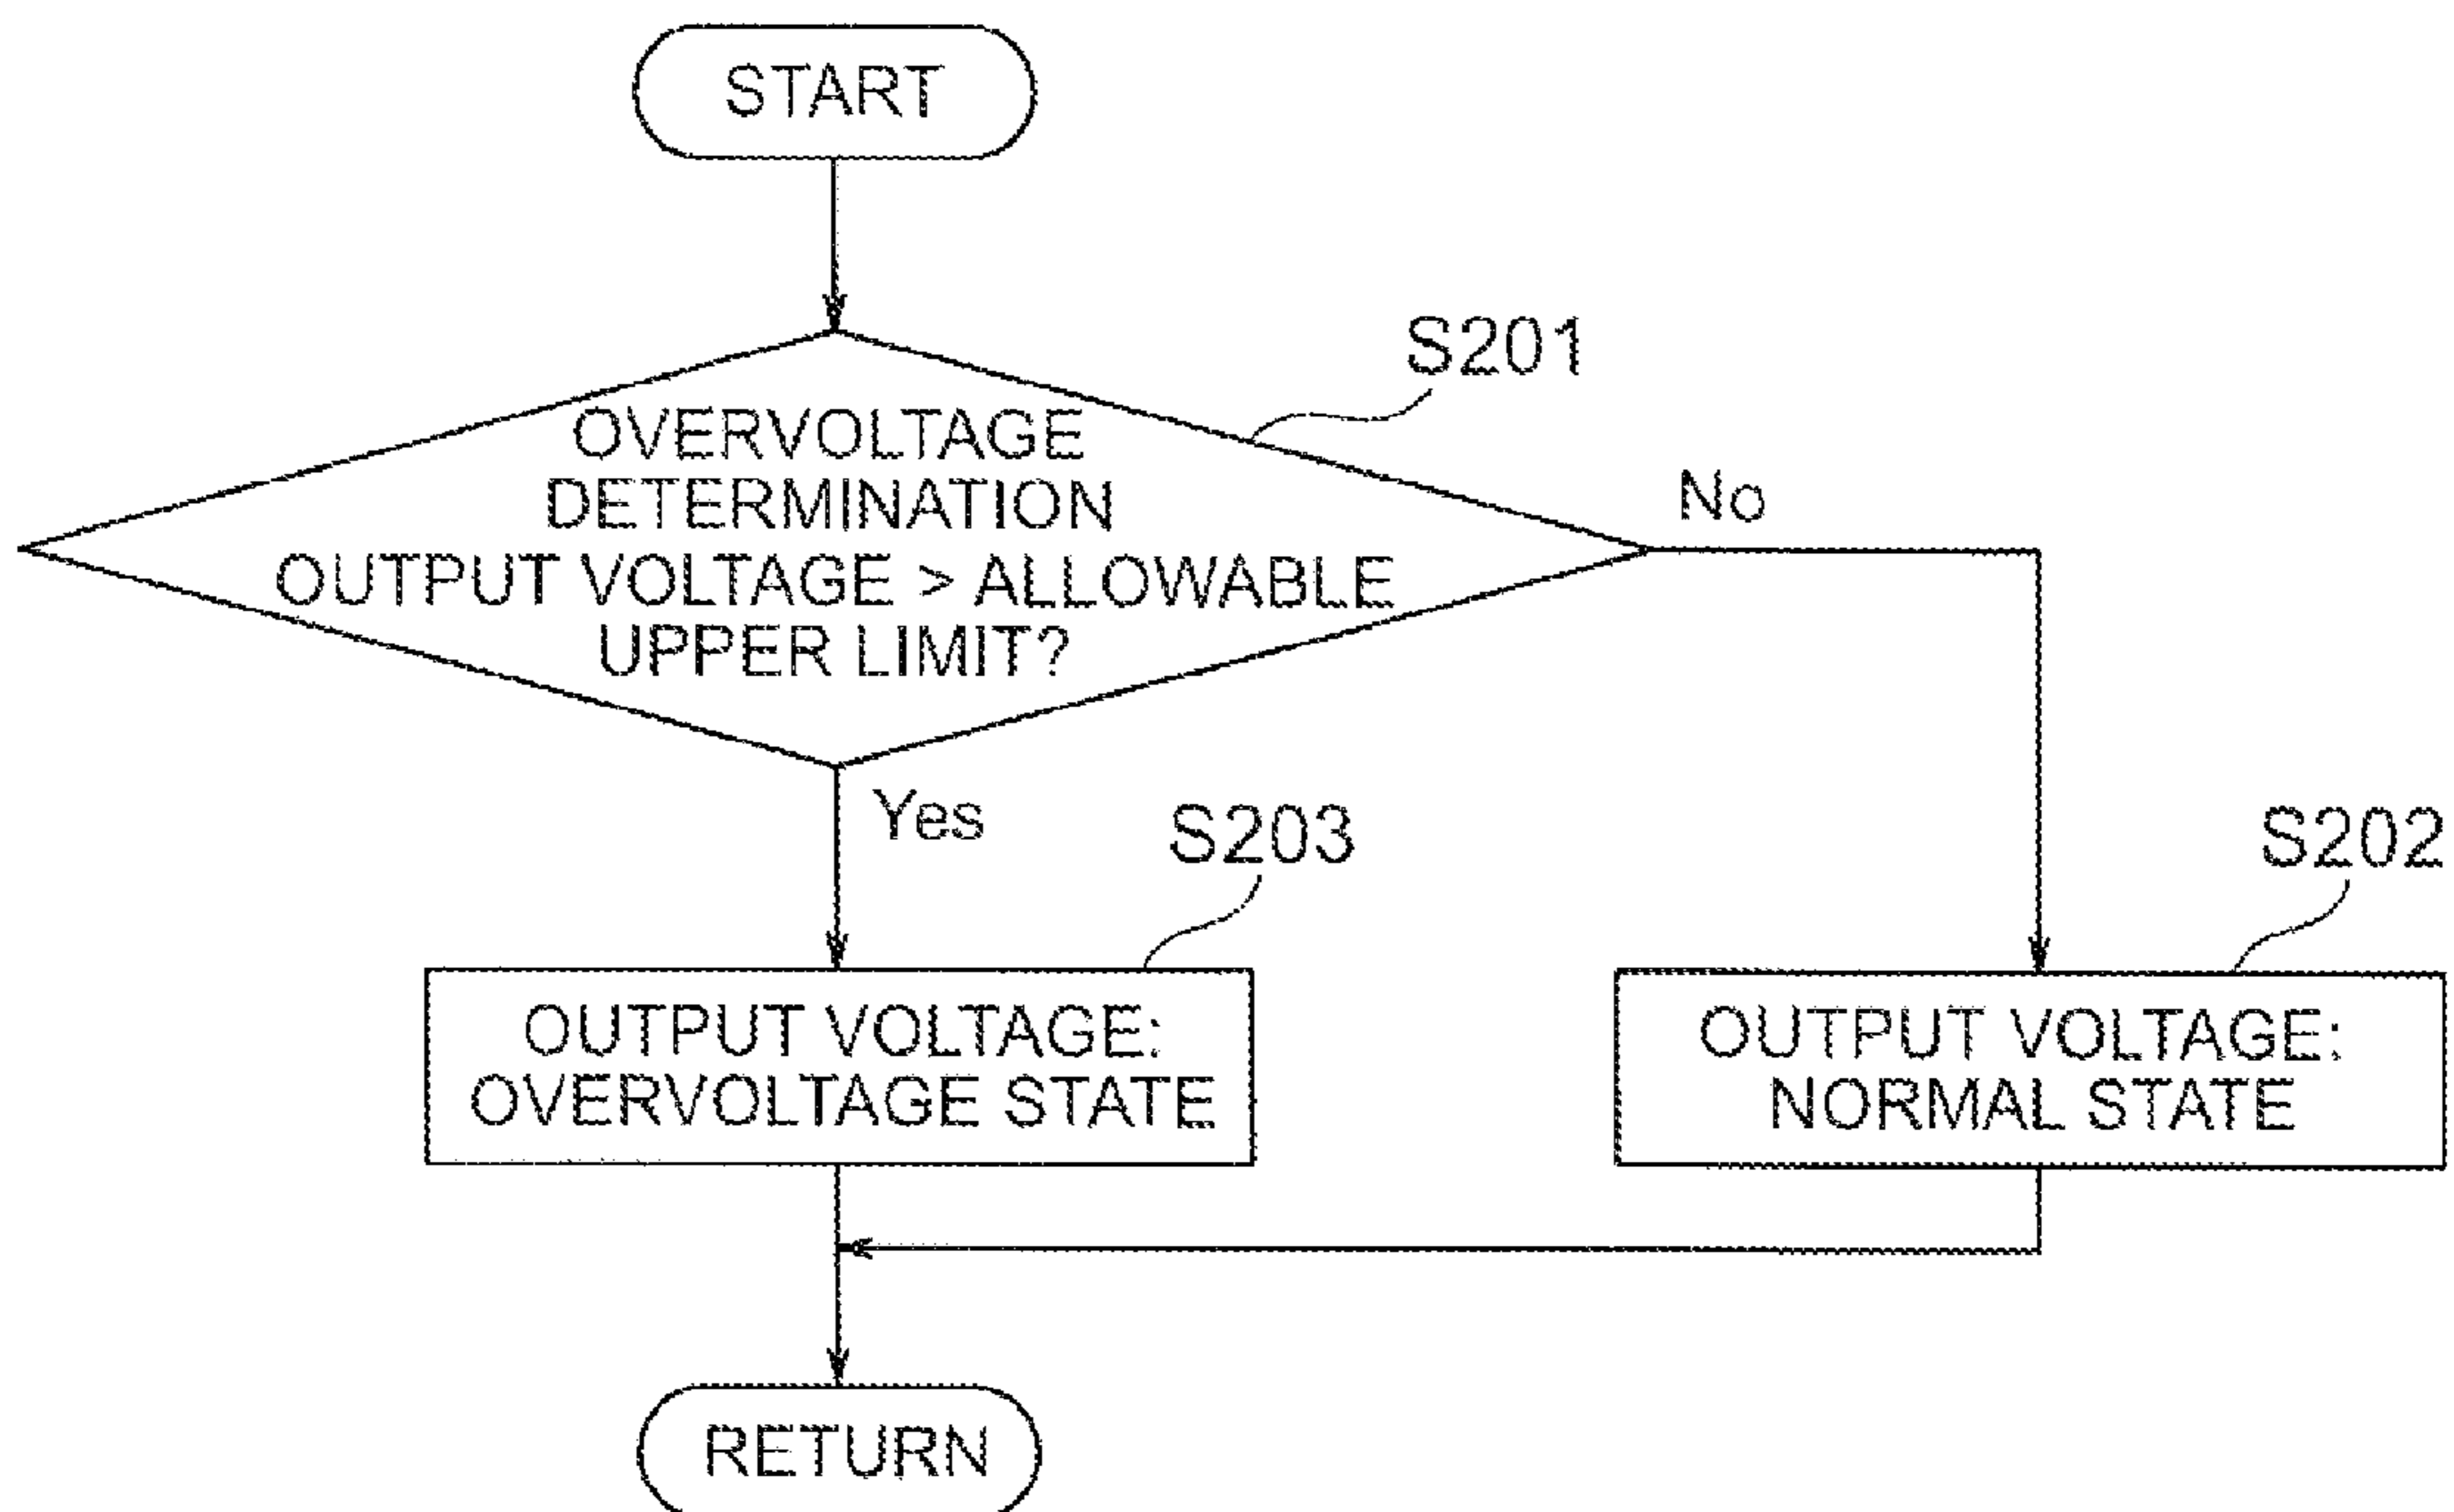 START
S201
OVERVOLTAGE
DETERMINATION
OUTPUT VOLTAGE > ALLOWABLE
UPPER LIMIT?
No
Yes
S203
S202
OUTPUT VOLTAGE:
OVERVOLTAGE STATE
OUTPUT VOLTAGE:
NORMAL STATE
RETURN